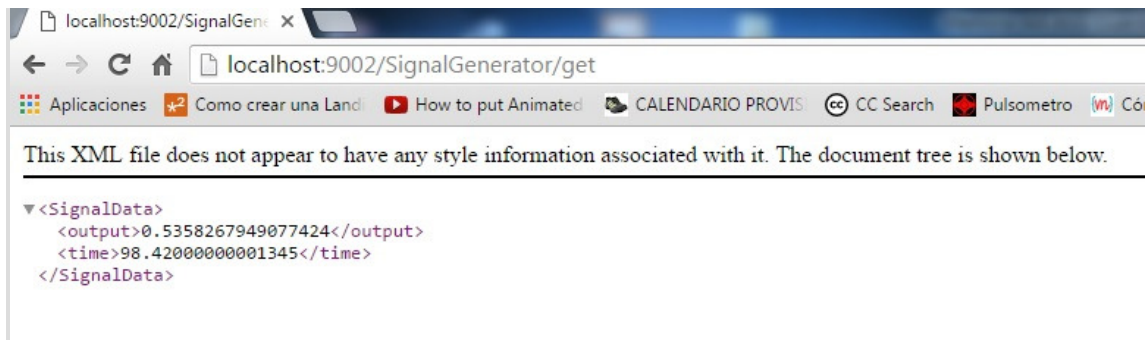 localhost:9002/SignalGene
localhost:9002/SignalGenerator/get
Aplicaciones Como crear una Landi How to put Animated CALENDARIO PROVIS CC Search Pulsometro Có
This XML file does not appear to have any style information associated with it. The document tree is shown below.
▼<SignalData>
<output>0.5358267949077424</output>
<time>98.42000000001345</time>
</SignalData>